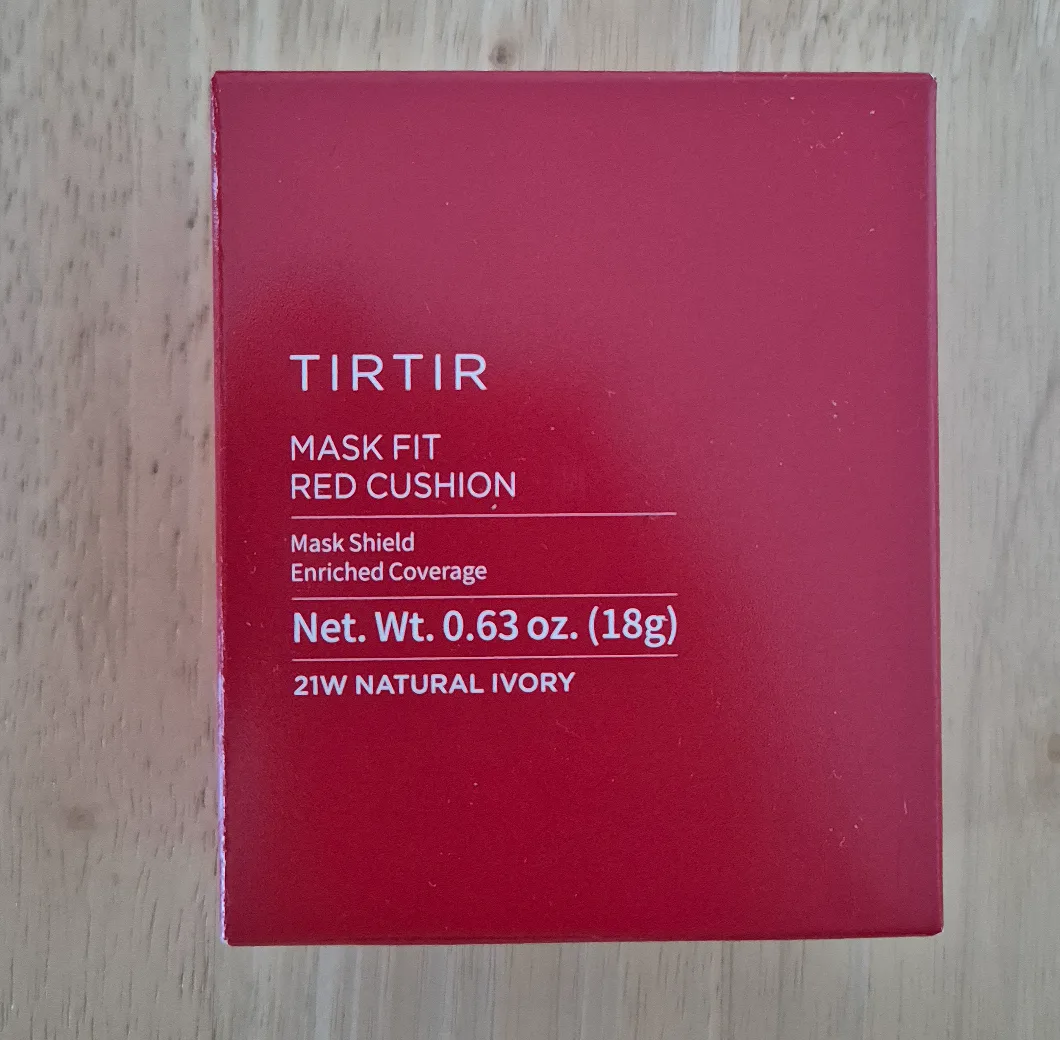 TIRTIR
MASK FIT
RED CUSHION
Mask Shield
Enriched Coverage
Net. Wt. 0.63 oz. (18g)
21W NATURAL IVORY